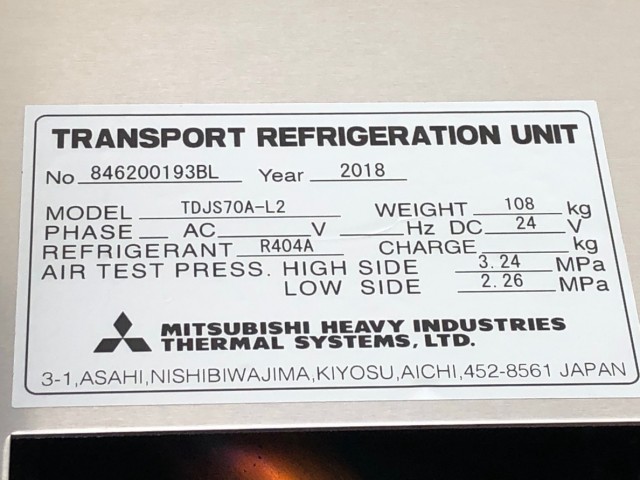 TRANSPORT REFRIGERATION UNIT
No 846200193BL Year 2018
MODEL TDJS70A-L2 WEIGHT 108 kg
PHASE AC V Hz DC 24 V
REFRIGERANT R404A CHARGE kg
AIR TEST PRESS. HIGH SIDE 3.24 MPa
LOW SIDE 2.26 MPa
MITSUBISHI HEAVY INDUSTRIES
THERMAL SYSTEMS, LTD.
3-1,ASAHI,NISHIBIWAJIMA,KIYOSU,AICHI,452-8561 JAPAN